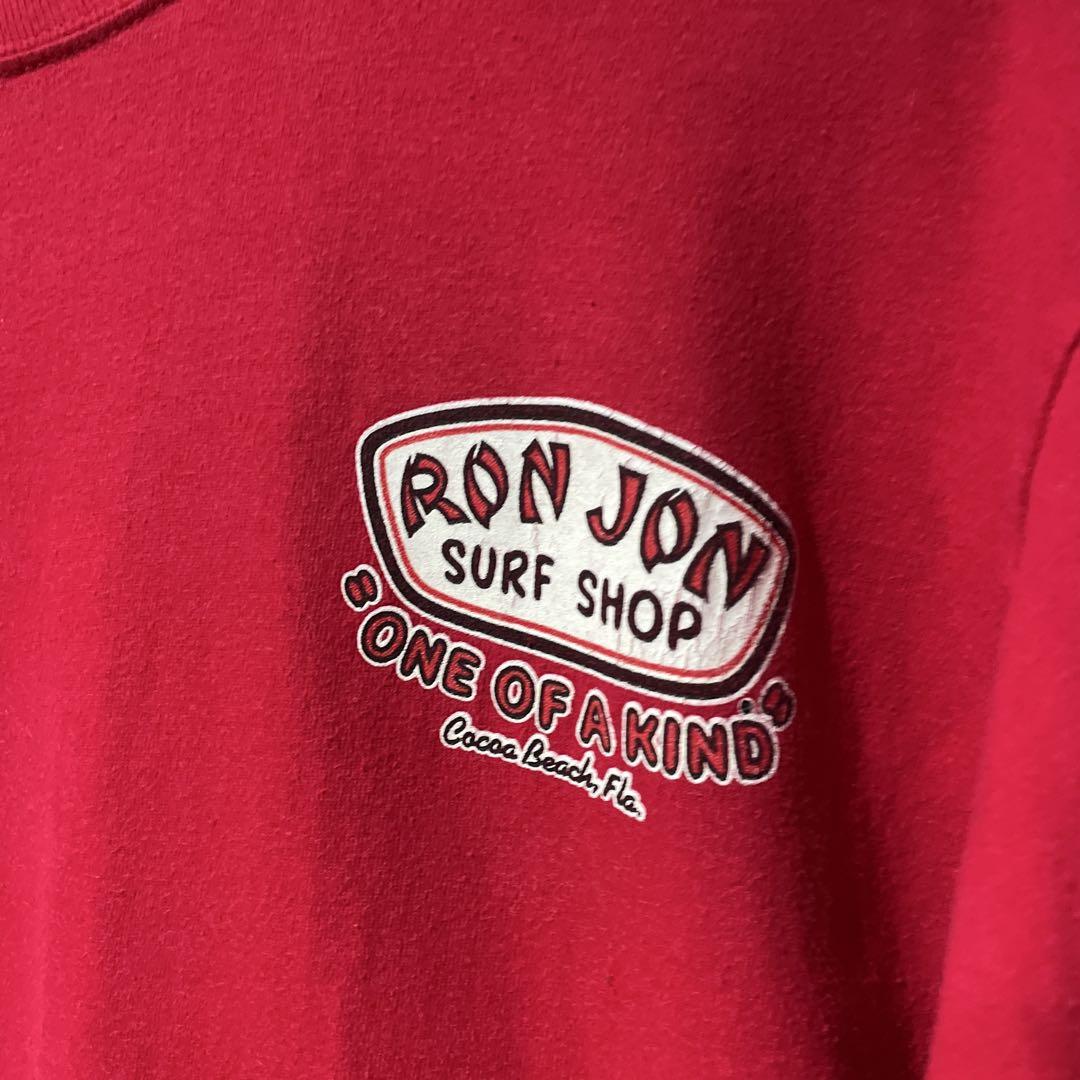 RON JON
SURF SHOP
"ONE OF A KIND"
Cocoa Beach, Fla.